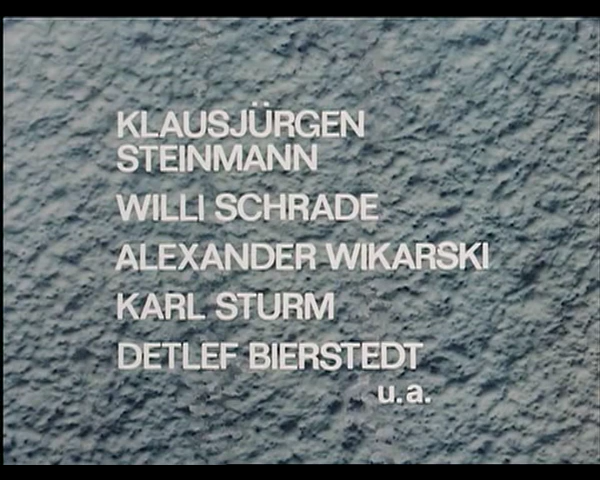 KLAUSJÜRGEN
STEINMANN
WILLI SCHRADE
ALEXANDER WIKARSKI
KARL STURM
DETLEF BIERSTEDT
u.a.